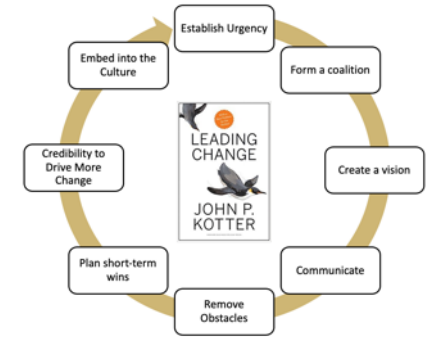 Establish Urgency
Form a coalition
Create a vision
Communicate
Remove
Obstacles
Plan short-term
wins
Credibility to
Drive More
Change
Embed into the
Culture
LEADING
CHANGE
JOHN P.
KOTTER